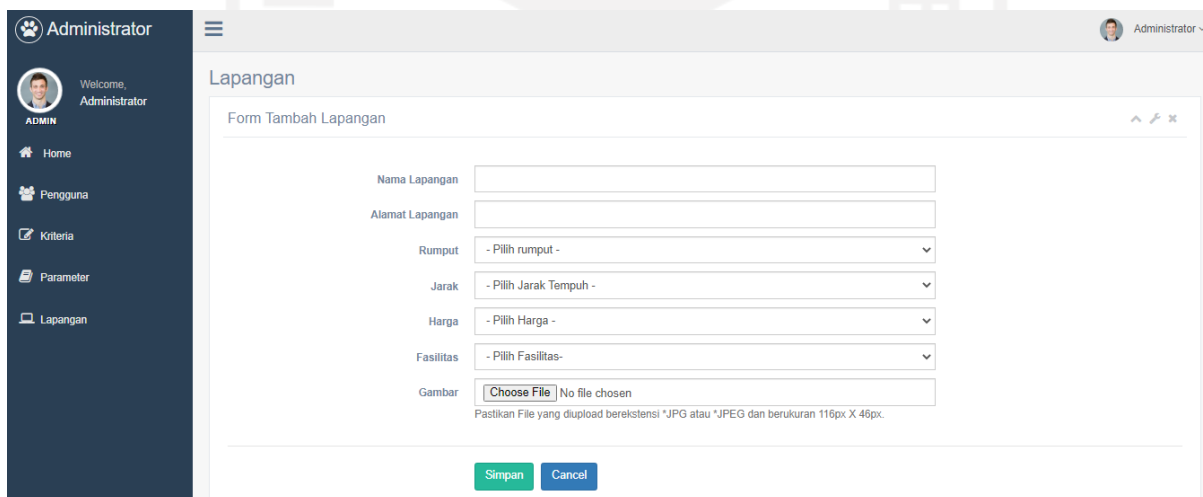 Administrator
Administrator
Welcome,
Administrator
ADMIN
Home
Pengguna
Kriteria
Parameter
Lapangan
Lapangan
Form Tambah Lapangan
Nama Lapangan
Alamat Lapangan
Rumput - Pilih rumput -
Jarak - Pilih Jarak Tempuh -
Harga - Pilih Harga -
Fasilitas - Pilih Fasilitas-
Gambar Choose File No file chosen
Pastikan File yang diupload berekstensi *JPG atau *JPEG dan berukuran 116px X 46px.
Simpan Cancel